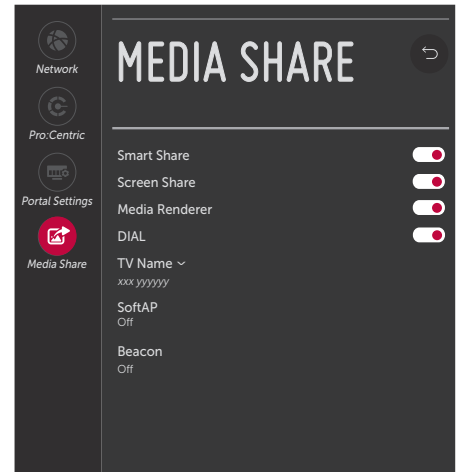 Network
Pro:Centric
Portal Settings
Media Share
MEDIA SHARE
Smart Share
Screen Share
Media Renderer
DIAL
TV Name
xxx yyyyyy
SoftAP
Off
Beacon
Off